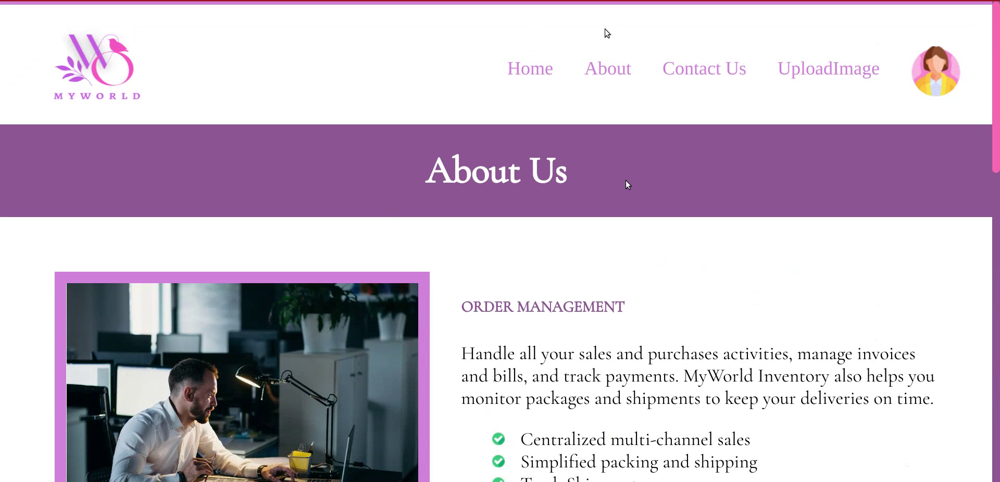 MYWORLD
Home About Contact Us UploadImage
About Us
ORDER MANAGEMENT
Handle all your sales and purchases activities, manage invoices
and bills, and track payments. MyWorld Inventory also helps you
monitor packages and shipments to keep your deliveries on time.
Centralized multi-channel sales
Simplified packing and shipping